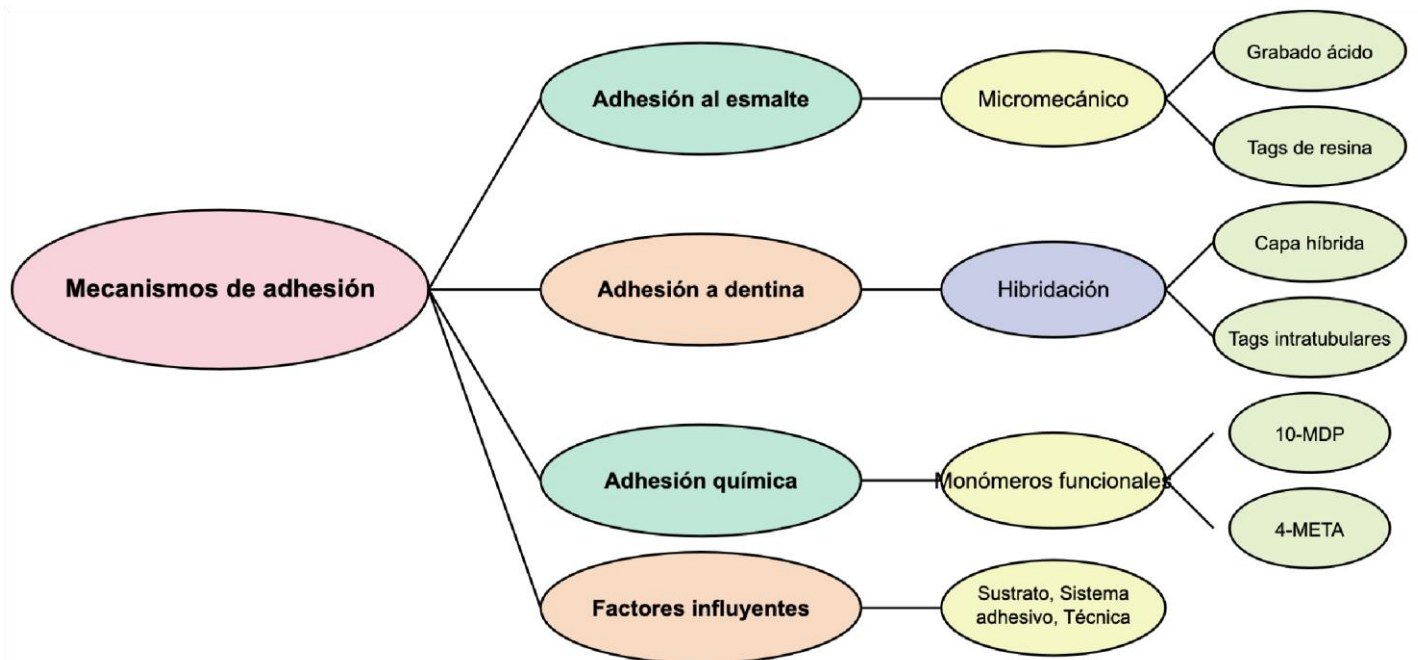 Mecanismos de adhesión
Adhesión al esmalte
Micromecánico
Grabado ácido
Tags de resina
Adhesión a dentina
Hibridación
Capa híbrida
Tags intratubulares
Adhesión química
Monómeros funcionales
10-MDP
4-META
Factores influyentes
Sustrato, Sistema
adhesivo, Técnica